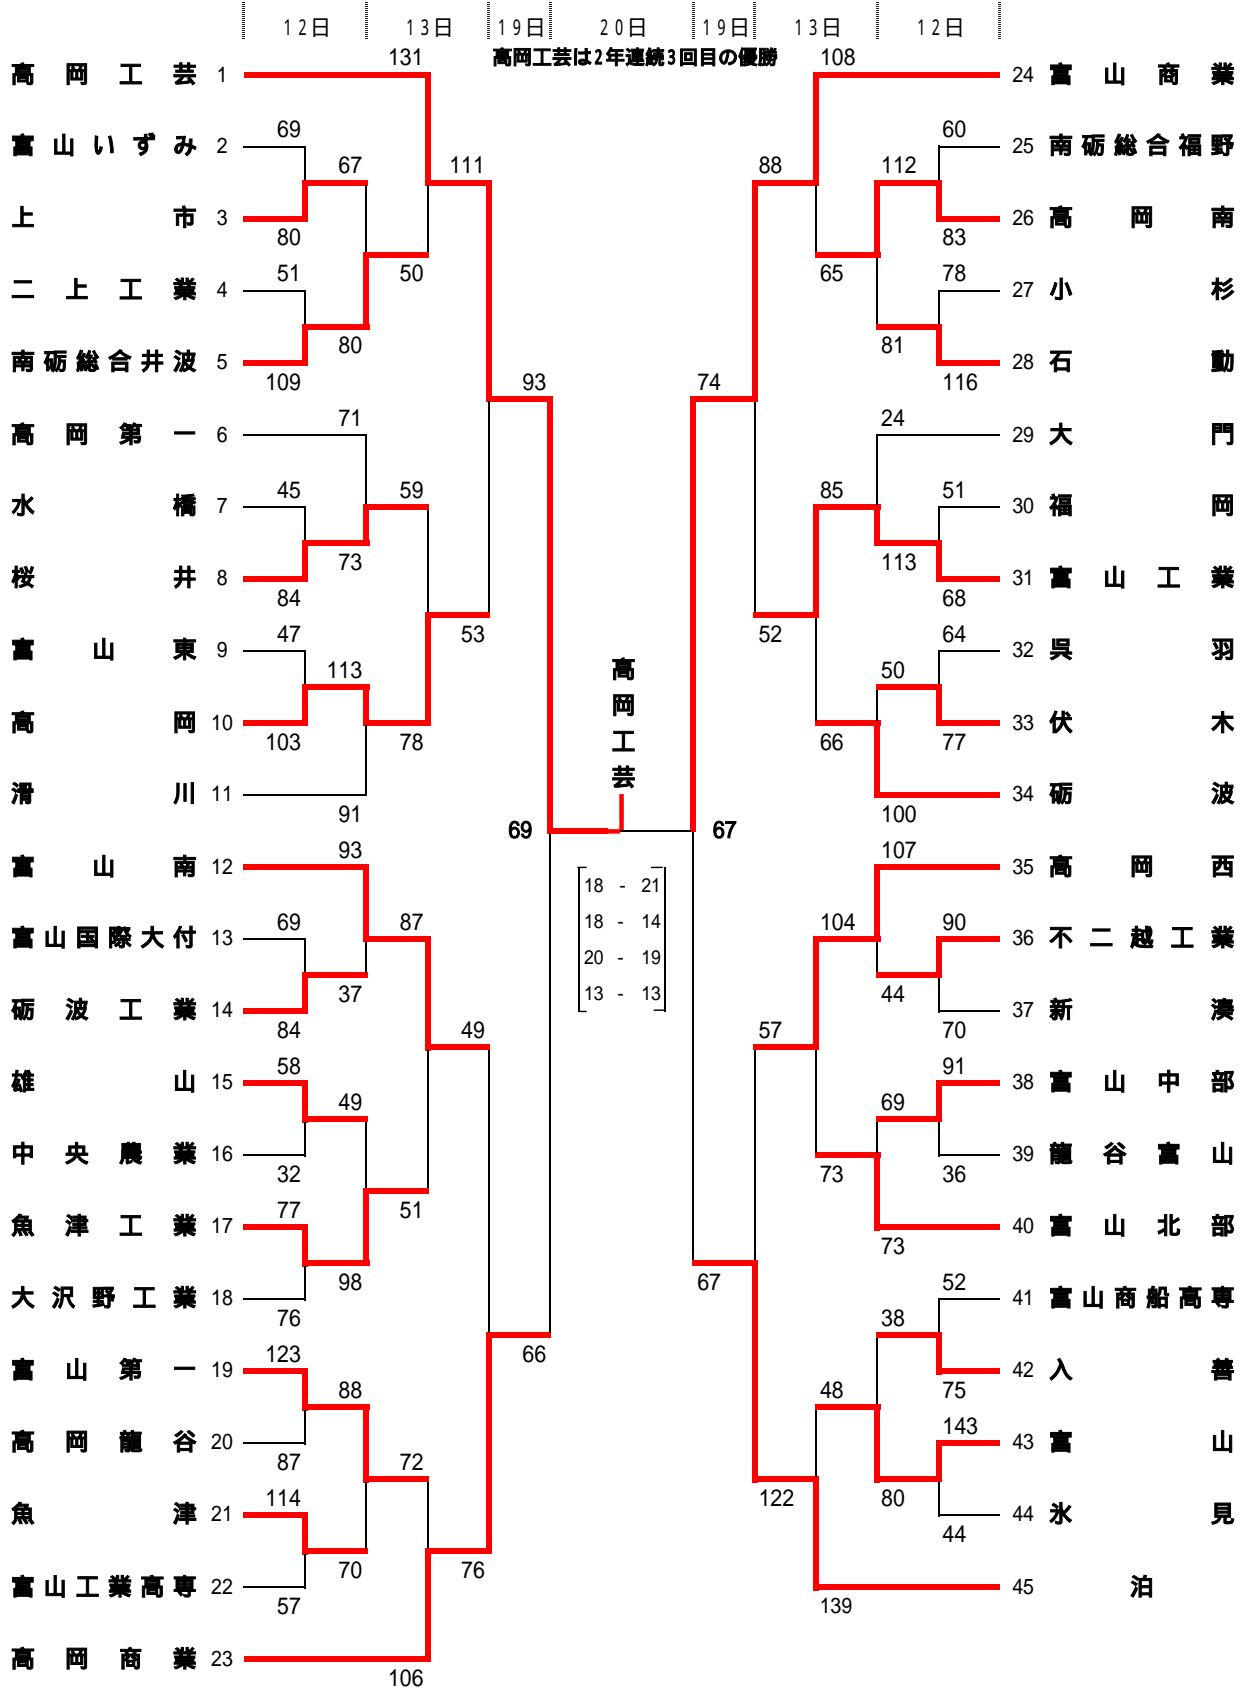 12日 13日 19日 20日 19日 13日 12日
高岡工芸は2年連続3回目の優勝
131 108
高岡工芸 1 24 富山商業
69 60
富山いずみ 2 25 南砺総合福野
67 111 88 112
上市 3 26 高岡南
80 83
51 50 65 78
二上工業 4 27 小杉
80 81
南砺総合井波 5 28 石動
109 93 74 116
71 24
高岡第一 6 29 大門
45 59 85 51
水橋 7 30 福岡
73 113
桜井 8 31 富山工業
84 68
47 53 52 64
富山東 9 32 呉羽
113 50
高岡 10 33 伏木
103 78 66 77
高岡工芸
滑川 11 34 砺波
91 100
69 67
93 107
富山南 12 35 高岡西
18 - 21
18 - 14
20 - 19
13 - 13
69 87 104 90
富山国際大付 13 36 不二越工業
37 44
砺波工業 14 37 新湊
84 49 57 70
58 91
雄山 15 38 富山中部
49 69
中央農業 16 39 龍谷富山
32 73 36
77 51
魚津工業 17 40 富山北部
73
98 67 52
大沢野工業 18 41 富山商船高専
76 38
123 66
富山第一 19 42 入善
88 48 75
高岡龍谷 20 43 富山
143
87 72
114 122 80
魚津 21 44 氷見
44
70 76
富山工業高専 22 45 泊
57 139
高岡商業 23
106